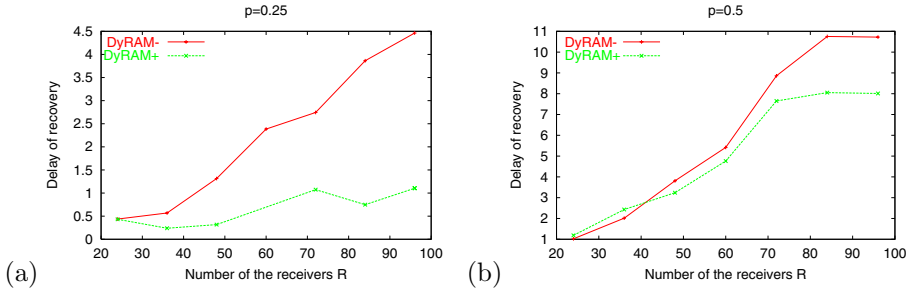 p=0.25
DyRAM-
DyRAM+
4.5
4
3.5
3
2.5
2
1.5
1
0.5
0
Delay of recovery
20 30 40 50 60 70 80 90 100
Number of the receivers R
(a)
p=0.5
DyRAM-
DyRAM+
11
10
9
8
7
6
5
4
3
2
1
Delay of recovery
20 30 40 50 60 70 80 90 100
Number of the receivers R
(b)